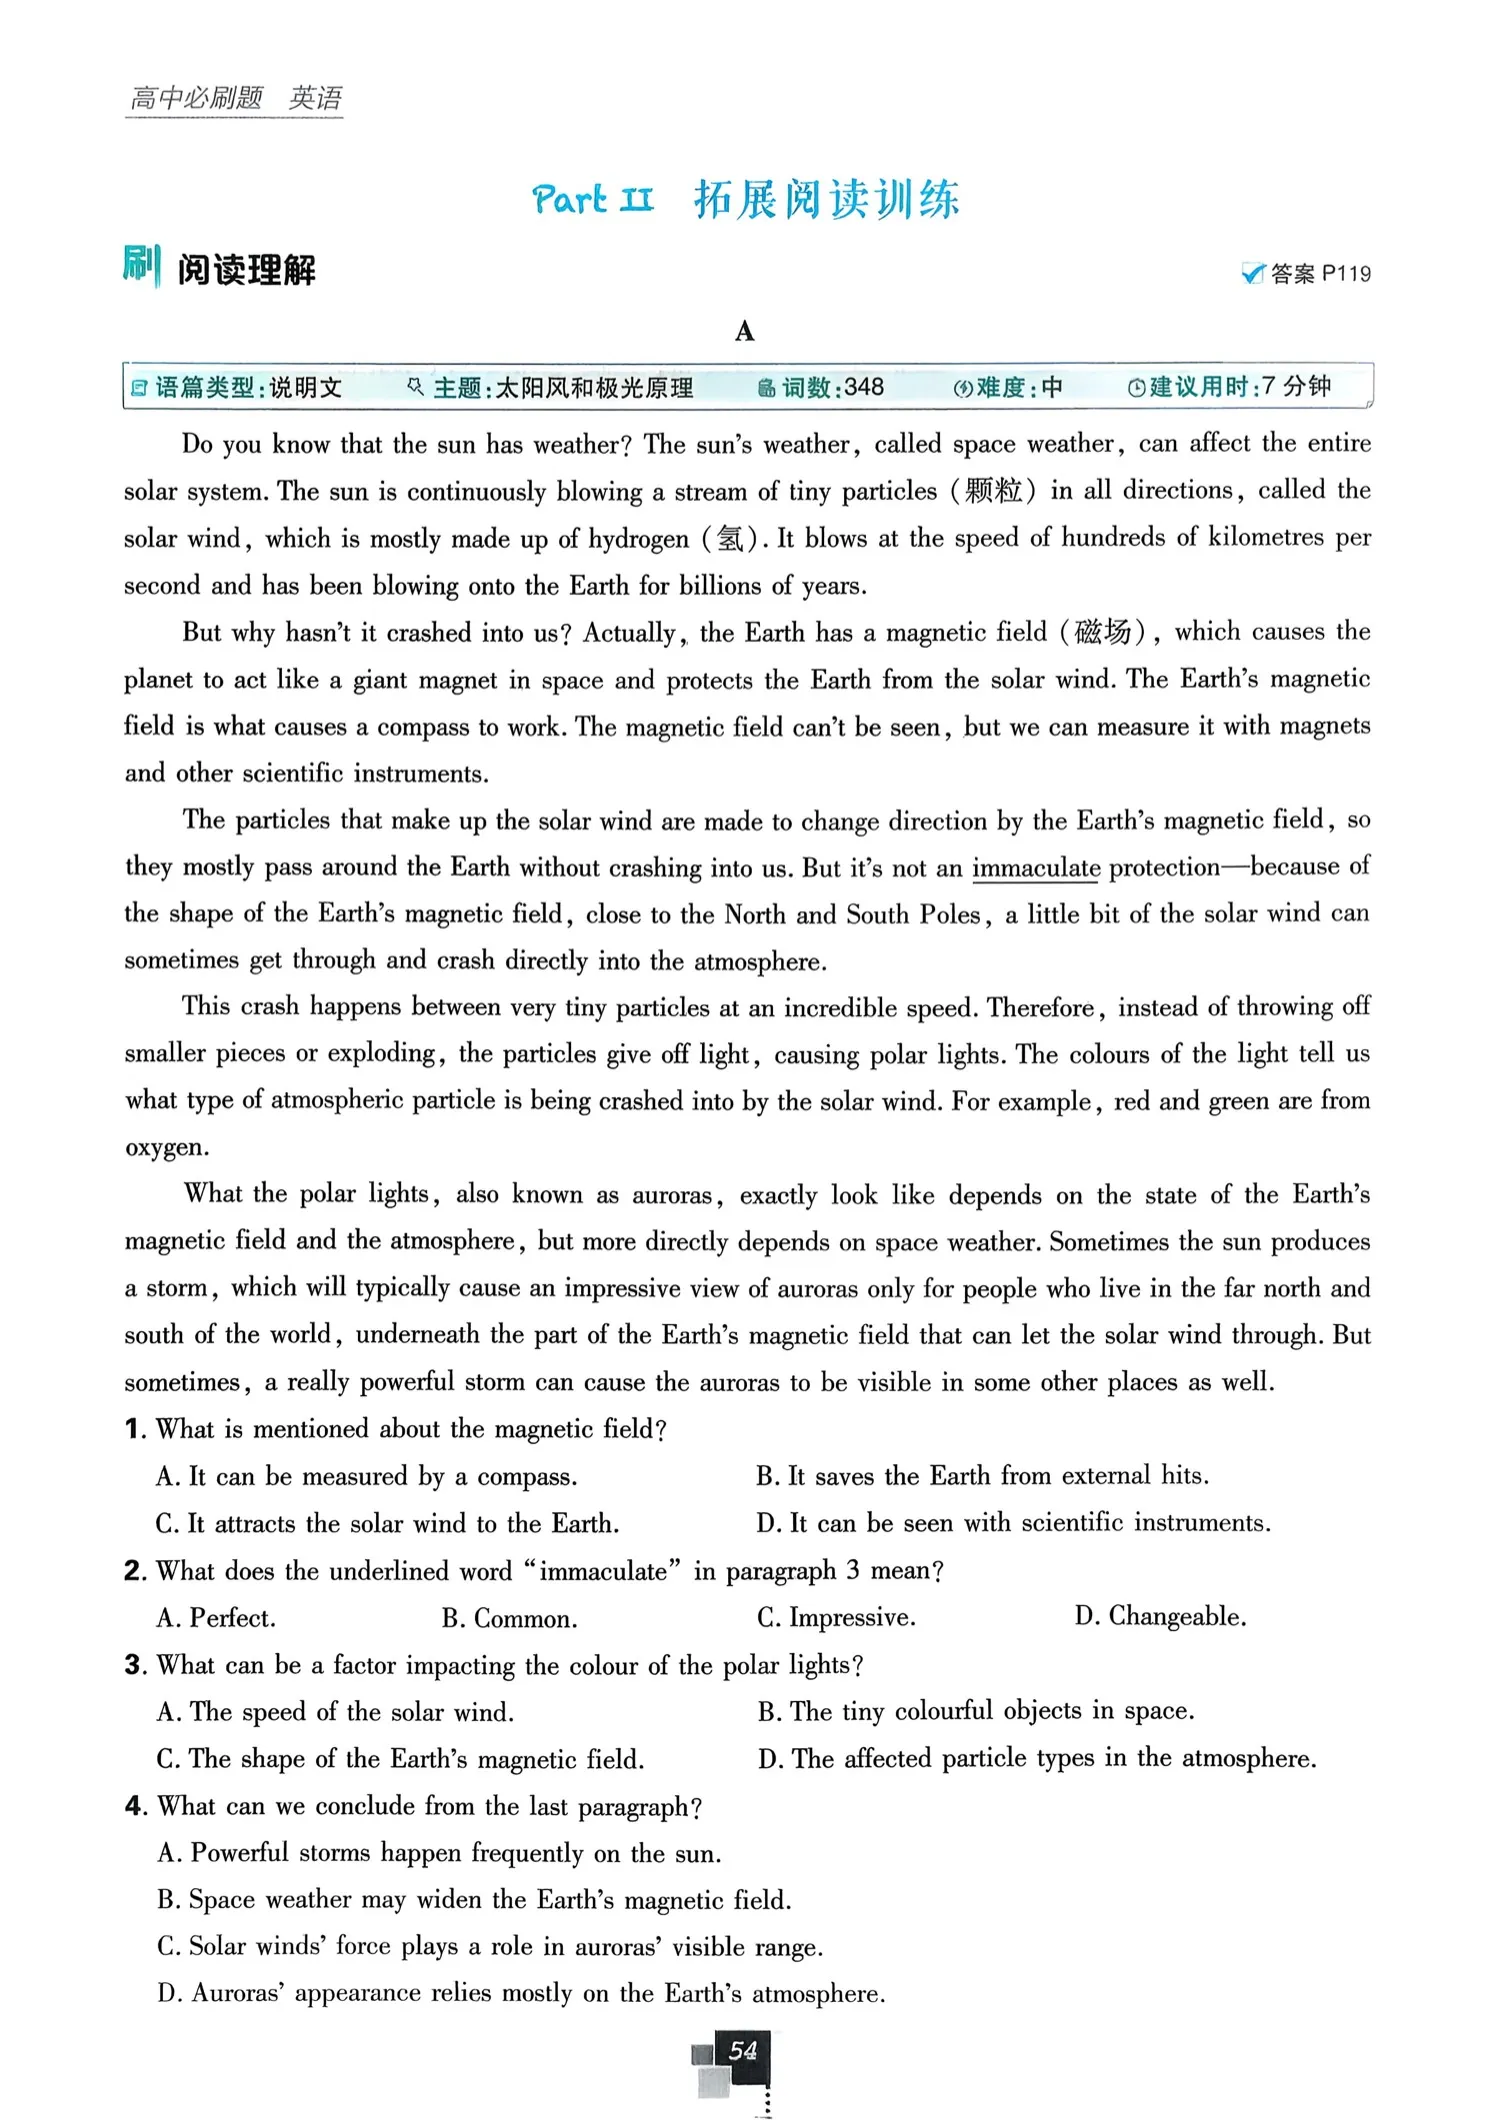 高中必刷题 英语
Part II 拓展阅读训练
刷 阅读理解
答案 P119
A
语篇类型:说明文 主题:太阳风和极光原理 词数:348 难度:中 建议用时:7 分钟
Do you know that the sun has weather? The sun's weather, called space weather, can affect the entire
solar system. The sun is continuously blowing a stream of tiny particles (颗粒) in all directions, called the
solar wind, which is mostly made up of hydrogen (氢). It blows at the speed of hundreds of kilometres per
second and has been blowing onto the Earth for billions of years.
But why hasn't it crashed into us? Actually, the Earth has a magnetic field (磁场), which causes the
planet to act like a giant magnet in space and protects the Earth from the solar wind. The Earth's magnetic
field is what causes a compass to work. The magnetic field can't be seen, but we can measure it with magnets
and other scientific instruments.
The particles that make up the solar wind are made to change direction by the Earth's magnetic field, so
they mostly pass around the Earth without crashing into us. But it's not an immaculate protection—because of
the shape of the Earth's magnetic field, close to the North and South Poles, a little bit of the solar wind can
sometimes get through and crash directly into the atmosphere.
This crash happens between very tiny particles at an incredible speed. Therefore, instead of throwing off
smaller pieces or exploding, the particles give off light, causing polar lights. The colours of the light tell us
what type of atmospheric particle is being crashed into by the solar wind. For example, red and green are from
oxygen.
What the polar lights, also known as auroras, exactly look like depends on the state of the Earth's
magnetic field and the atmosphere, but more directly depends on space weather. Sometimes the sun produces
a storm, which will typically cause an impressive view of auroras only for people who live in the far north and
south of the world, underneath the part of the Earth's magnetic field that can let the solar wind through. But
sometimes, a really powerful storm can cause the auroras to be visible in some other places as well.
1. What is mentioned about the magnetic field?
A. It can be measured by a compass. B. It saves the Earth from external hits.
C. It attracts the solar wind to the Earth. D. It can be seen with scientific instruments.
2. What does the underlined word "immaculate" in paragraph 3 mean?
A. Perfect. B. Common. C. Impressive. D. Changeable.
3. What can be a factor impacting the colour of the polar lights?
A. The speed of the solar wind. B. The tiny colourful objects in space.
C. The shape of the Earth's magnetic field. D. The affected particle types in the atmosphere.
4. What can we conclude from the last paragraph?
A. Powerful storms happen frequently on the sun.
B. Space weather may widen the Earth's magnetic field.
C. Solar winds' force plays a role in auroras' visible range.
D. Auroras' appearance relies mostly on the Earth's atmosphere.
54